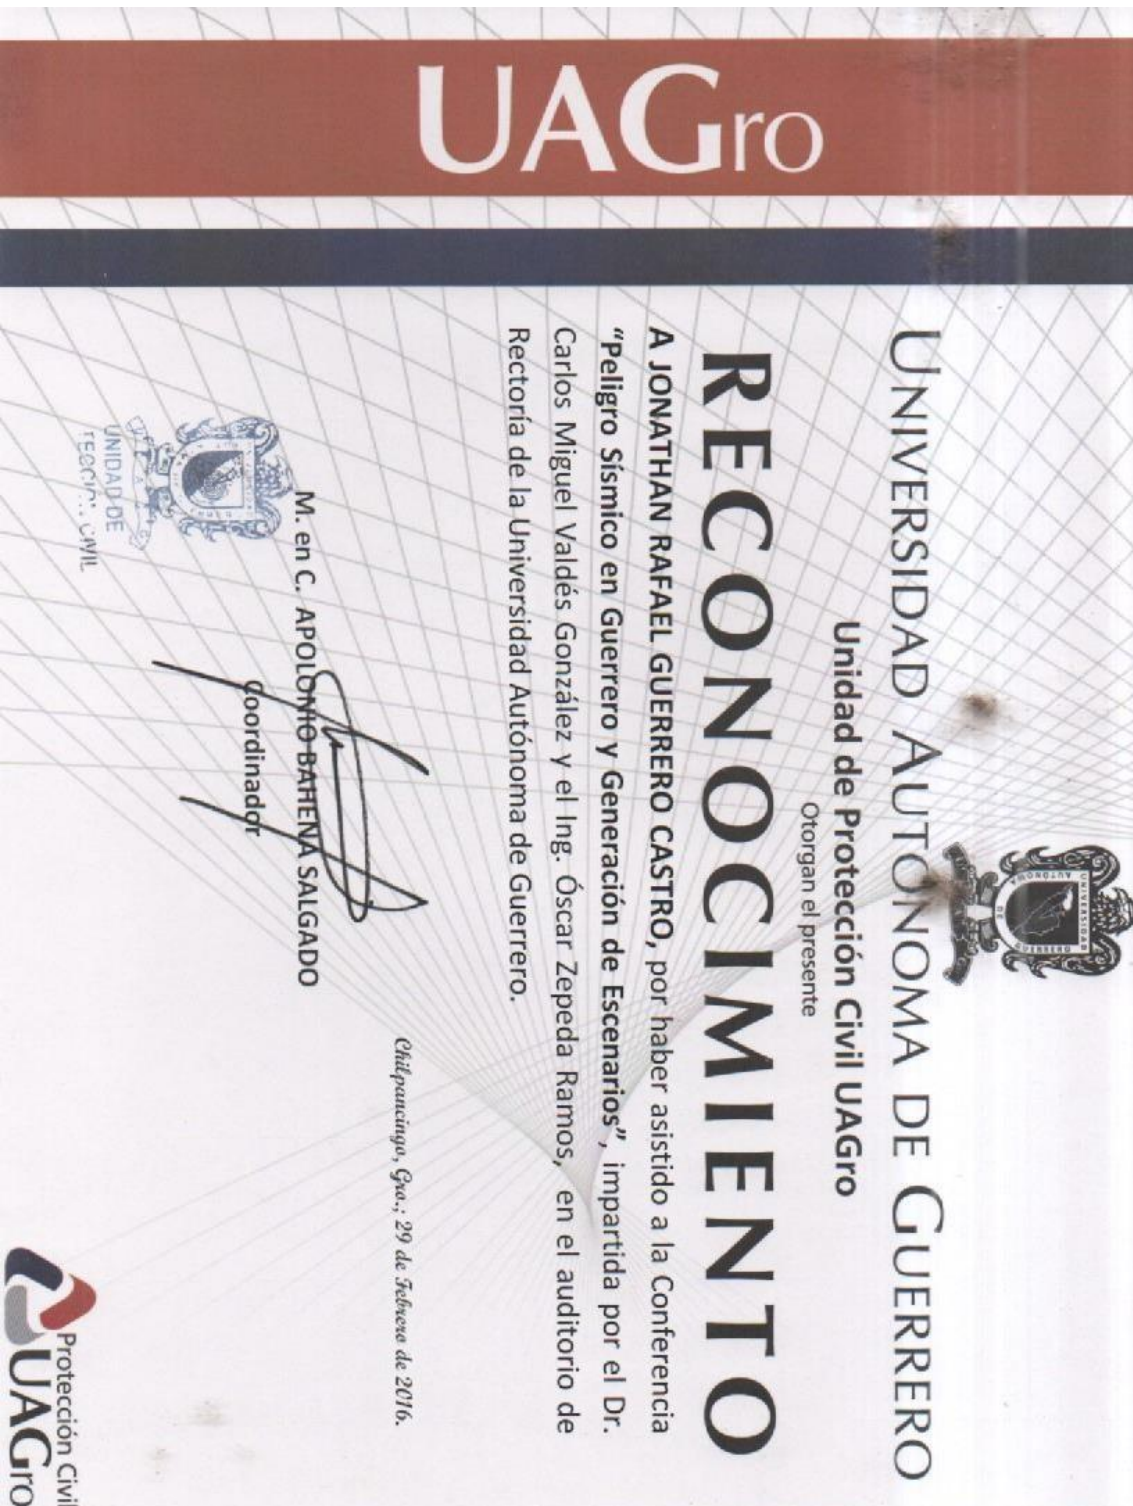 UAGro
UNIVERSIDAD AUTÓNOMA DE GUERRERO
Unidad de Protección Civil UAGro
Otorgan el presente
RECONOCIMIENTO
A JONATHAN RAFAEL GUERRERO CASTRO, por haber asistido a la Conferencia
“Peligro Sísmico en Guerrero y Generación de Escenarios”, impartida por el Dr.
Carlos Miguel Valdés González y el Ing. Óscar Zepeda Ramos, en el auditorio de
Rectoría de la Universidad Autónoma de Guerrero.
Chilpancingo, Gro.; 29 de Febrero de 2016.
M. en C. APOLONIO BAHENA SALGADO
Coordinador
UNIDAD DE
CIVIL
Protección Civil
UAGro